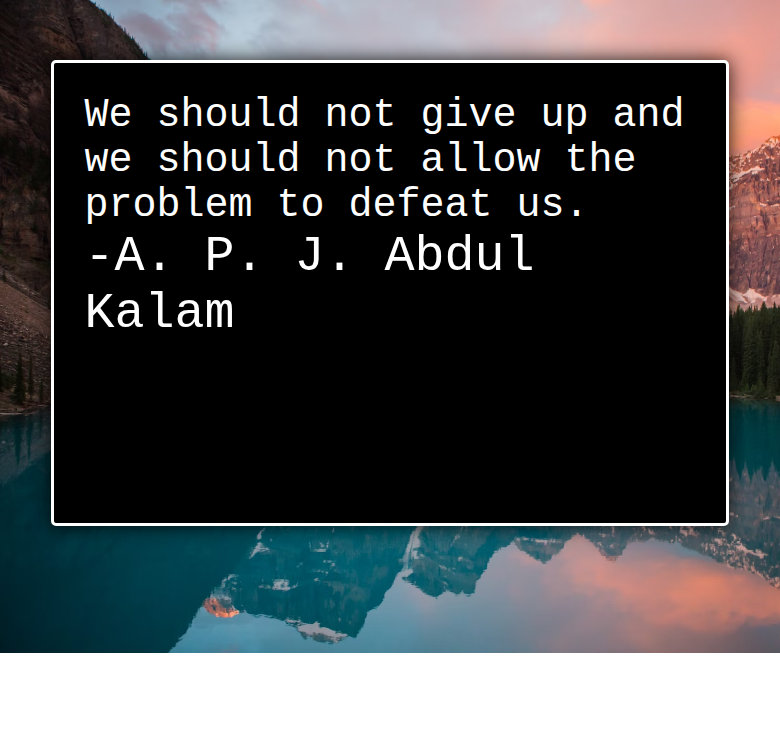 We should not give up and
we should not allow the
problem to defeat us.
-A. P. J. Abdul
Kalam